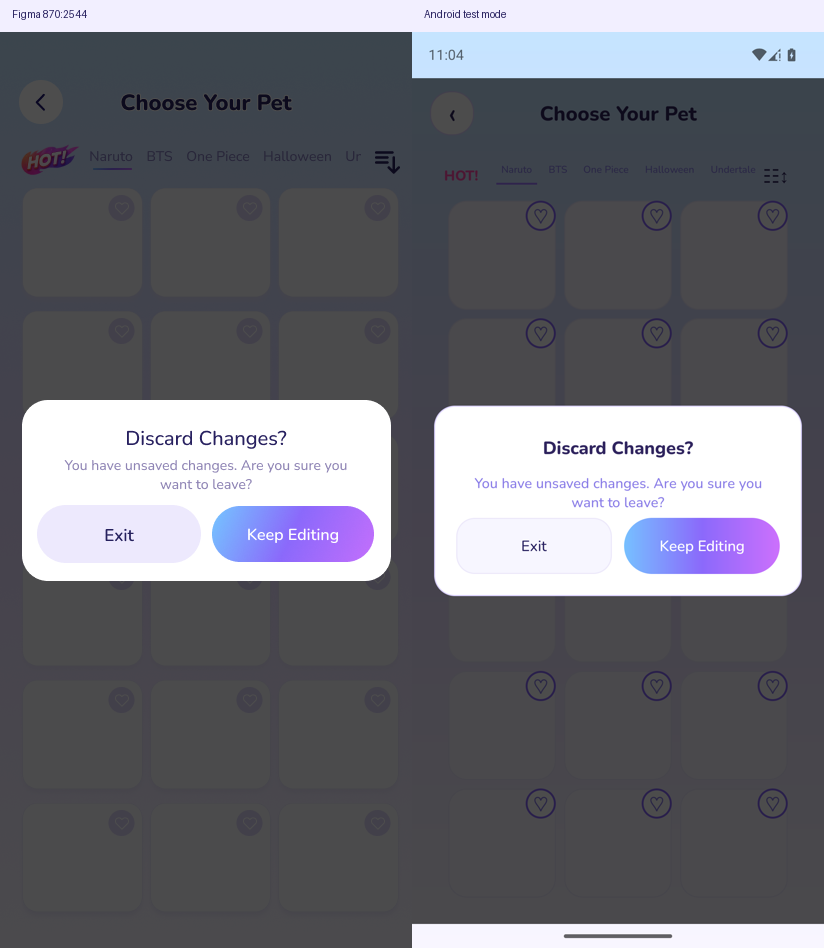 Figma 870:2544
Choose Your Pet
HOT!
Naruto BTS One Piece Halloween Ur
Discard Changes?
You have unsaved changes. Are you sure you
want to leave?
Exit
Keep Editing
Android test mode
11:04
Choose Your Pet
HOT!
Naruto BTS One Piece Halloween Undertale
Discard Changes?
You have unsaved changes. Are you sure you
want to leave?
Exit
Keep Editing